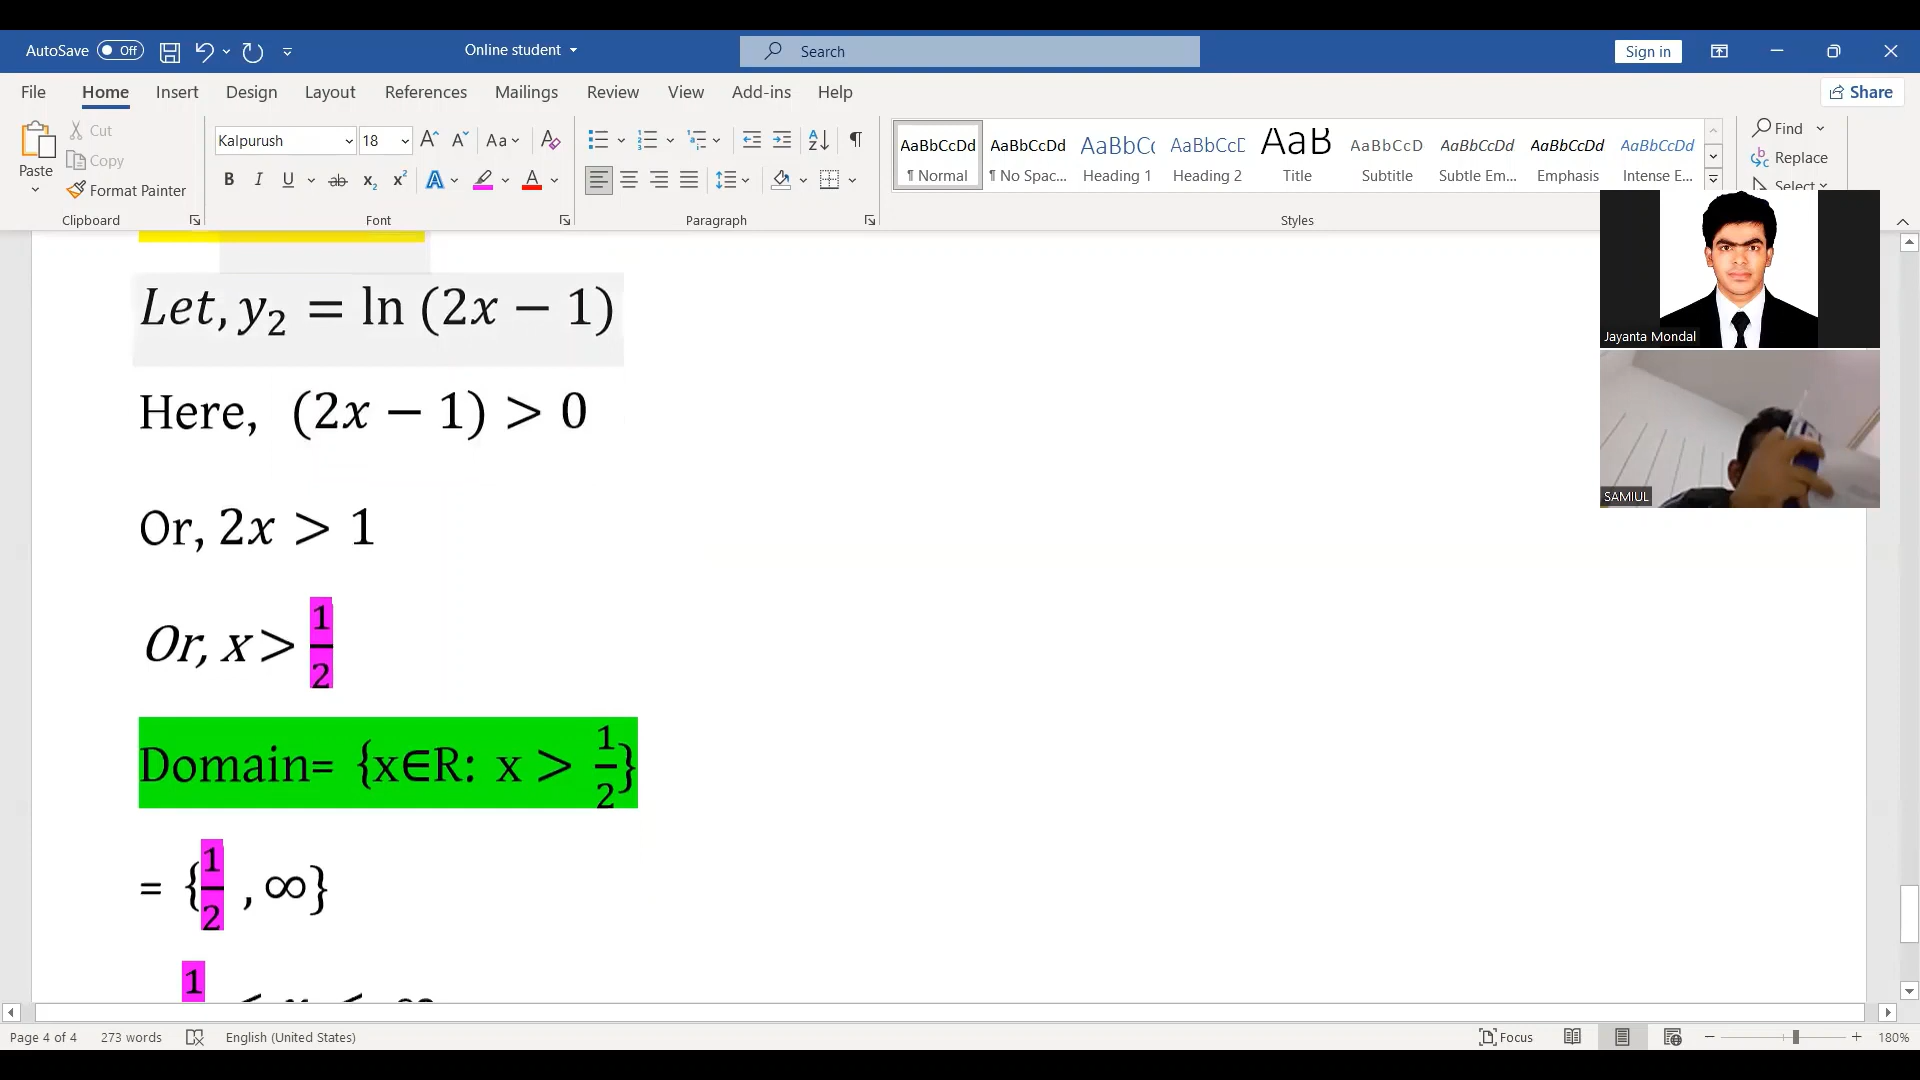 AutoSave Off Online student Search Sign in
File Home Insert Design Layout References Mailings Review View Add-ins Help Share
Paste
Cut
Copy
Format Painter
Clipboard
Kalpurush 18
Font
Paragraph
AaBbCcDd AaBbCcDd AaBbCc AaBbCcD AaB AaBbCcD AaBbCcDd AaBbCcDd AaBbCcDd
¶ Normal ¶ No Spac... Heading 1 Heading 2 Title Subtitle Subtle Em... Emphasis Intense E...
Styles
Find
Replace
Select
Jayanta Mondal
SAMIUL
Let, y₂ = ln (2x − 1)
Here, (2x − 1) > 0
Or, 2x > 1
Or, x > 1/2
Domain= {x∈R: x > 1/2}
= {1/2 , ∞}
Page 4 of 4 273 words English (United States) Focus 180%